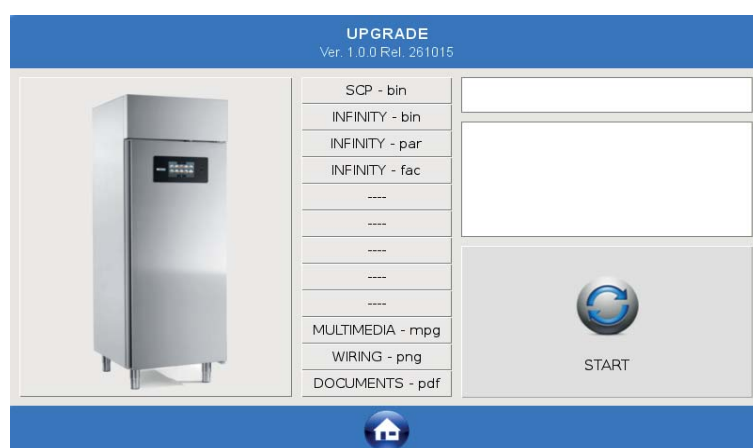 UPGRADE
Ver. 1.0.0 Rel. 261015
SCP - bin
INFINITY - bin
INFINITY - par
INFINITY - fac
----
----
----
----
----
MULTIMEDIA - mpg
WIRING - png
DOCUMENTS - pdf
START